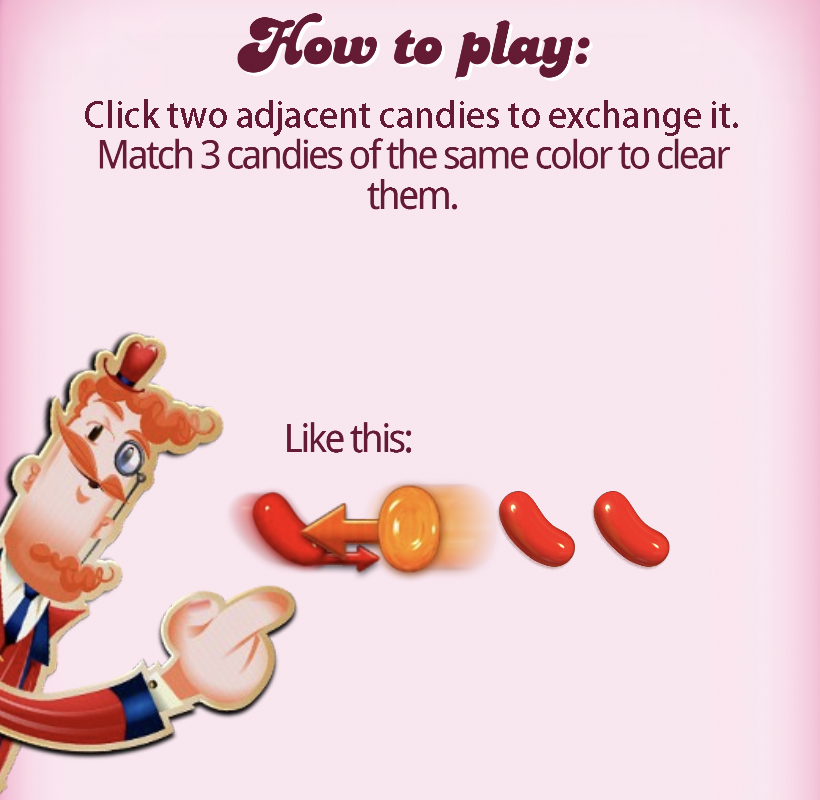 How to play:
Click two adjacent candies to exchange it.
Match 3 candies of the same color to clear
them.
Like this: